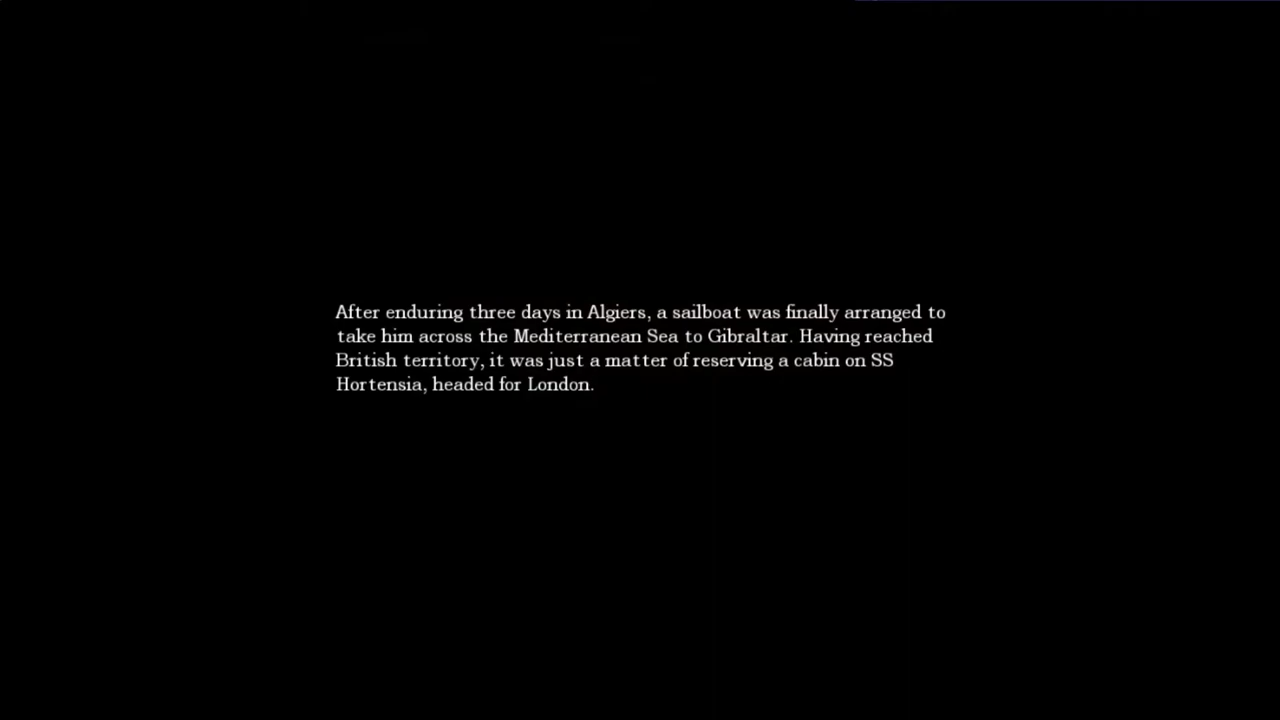 After enduring three days in Algiers, a sailboat was finally arranged to
take him across the Mediterranean Sea to Gibraltar. Having reached
British territory, it was just a matter of reserving a cabin on SS
Hortensia, headed for London.